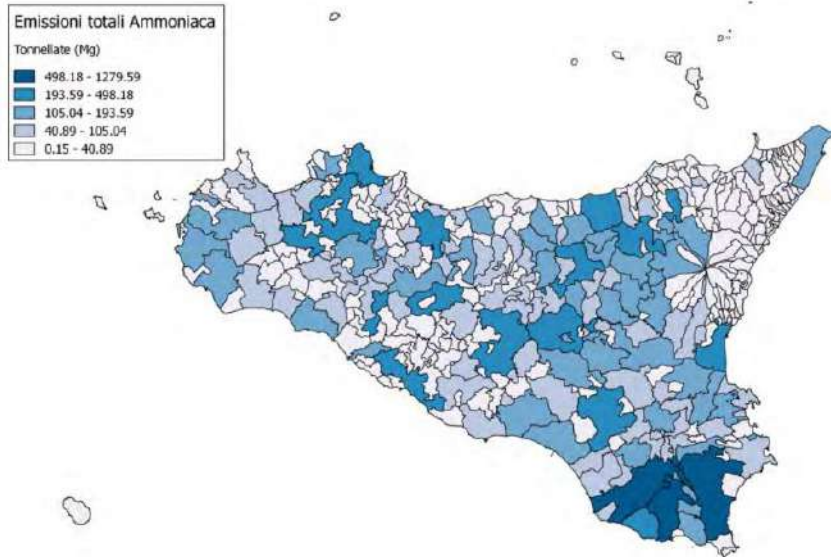 Emissioni totali Ammoniaca
Tonnellate (Mg)
498.18 - 1279.59
193.59 - 498.18
105.04 - 193.59
40.89 - 105.04
0.15 - 40.89